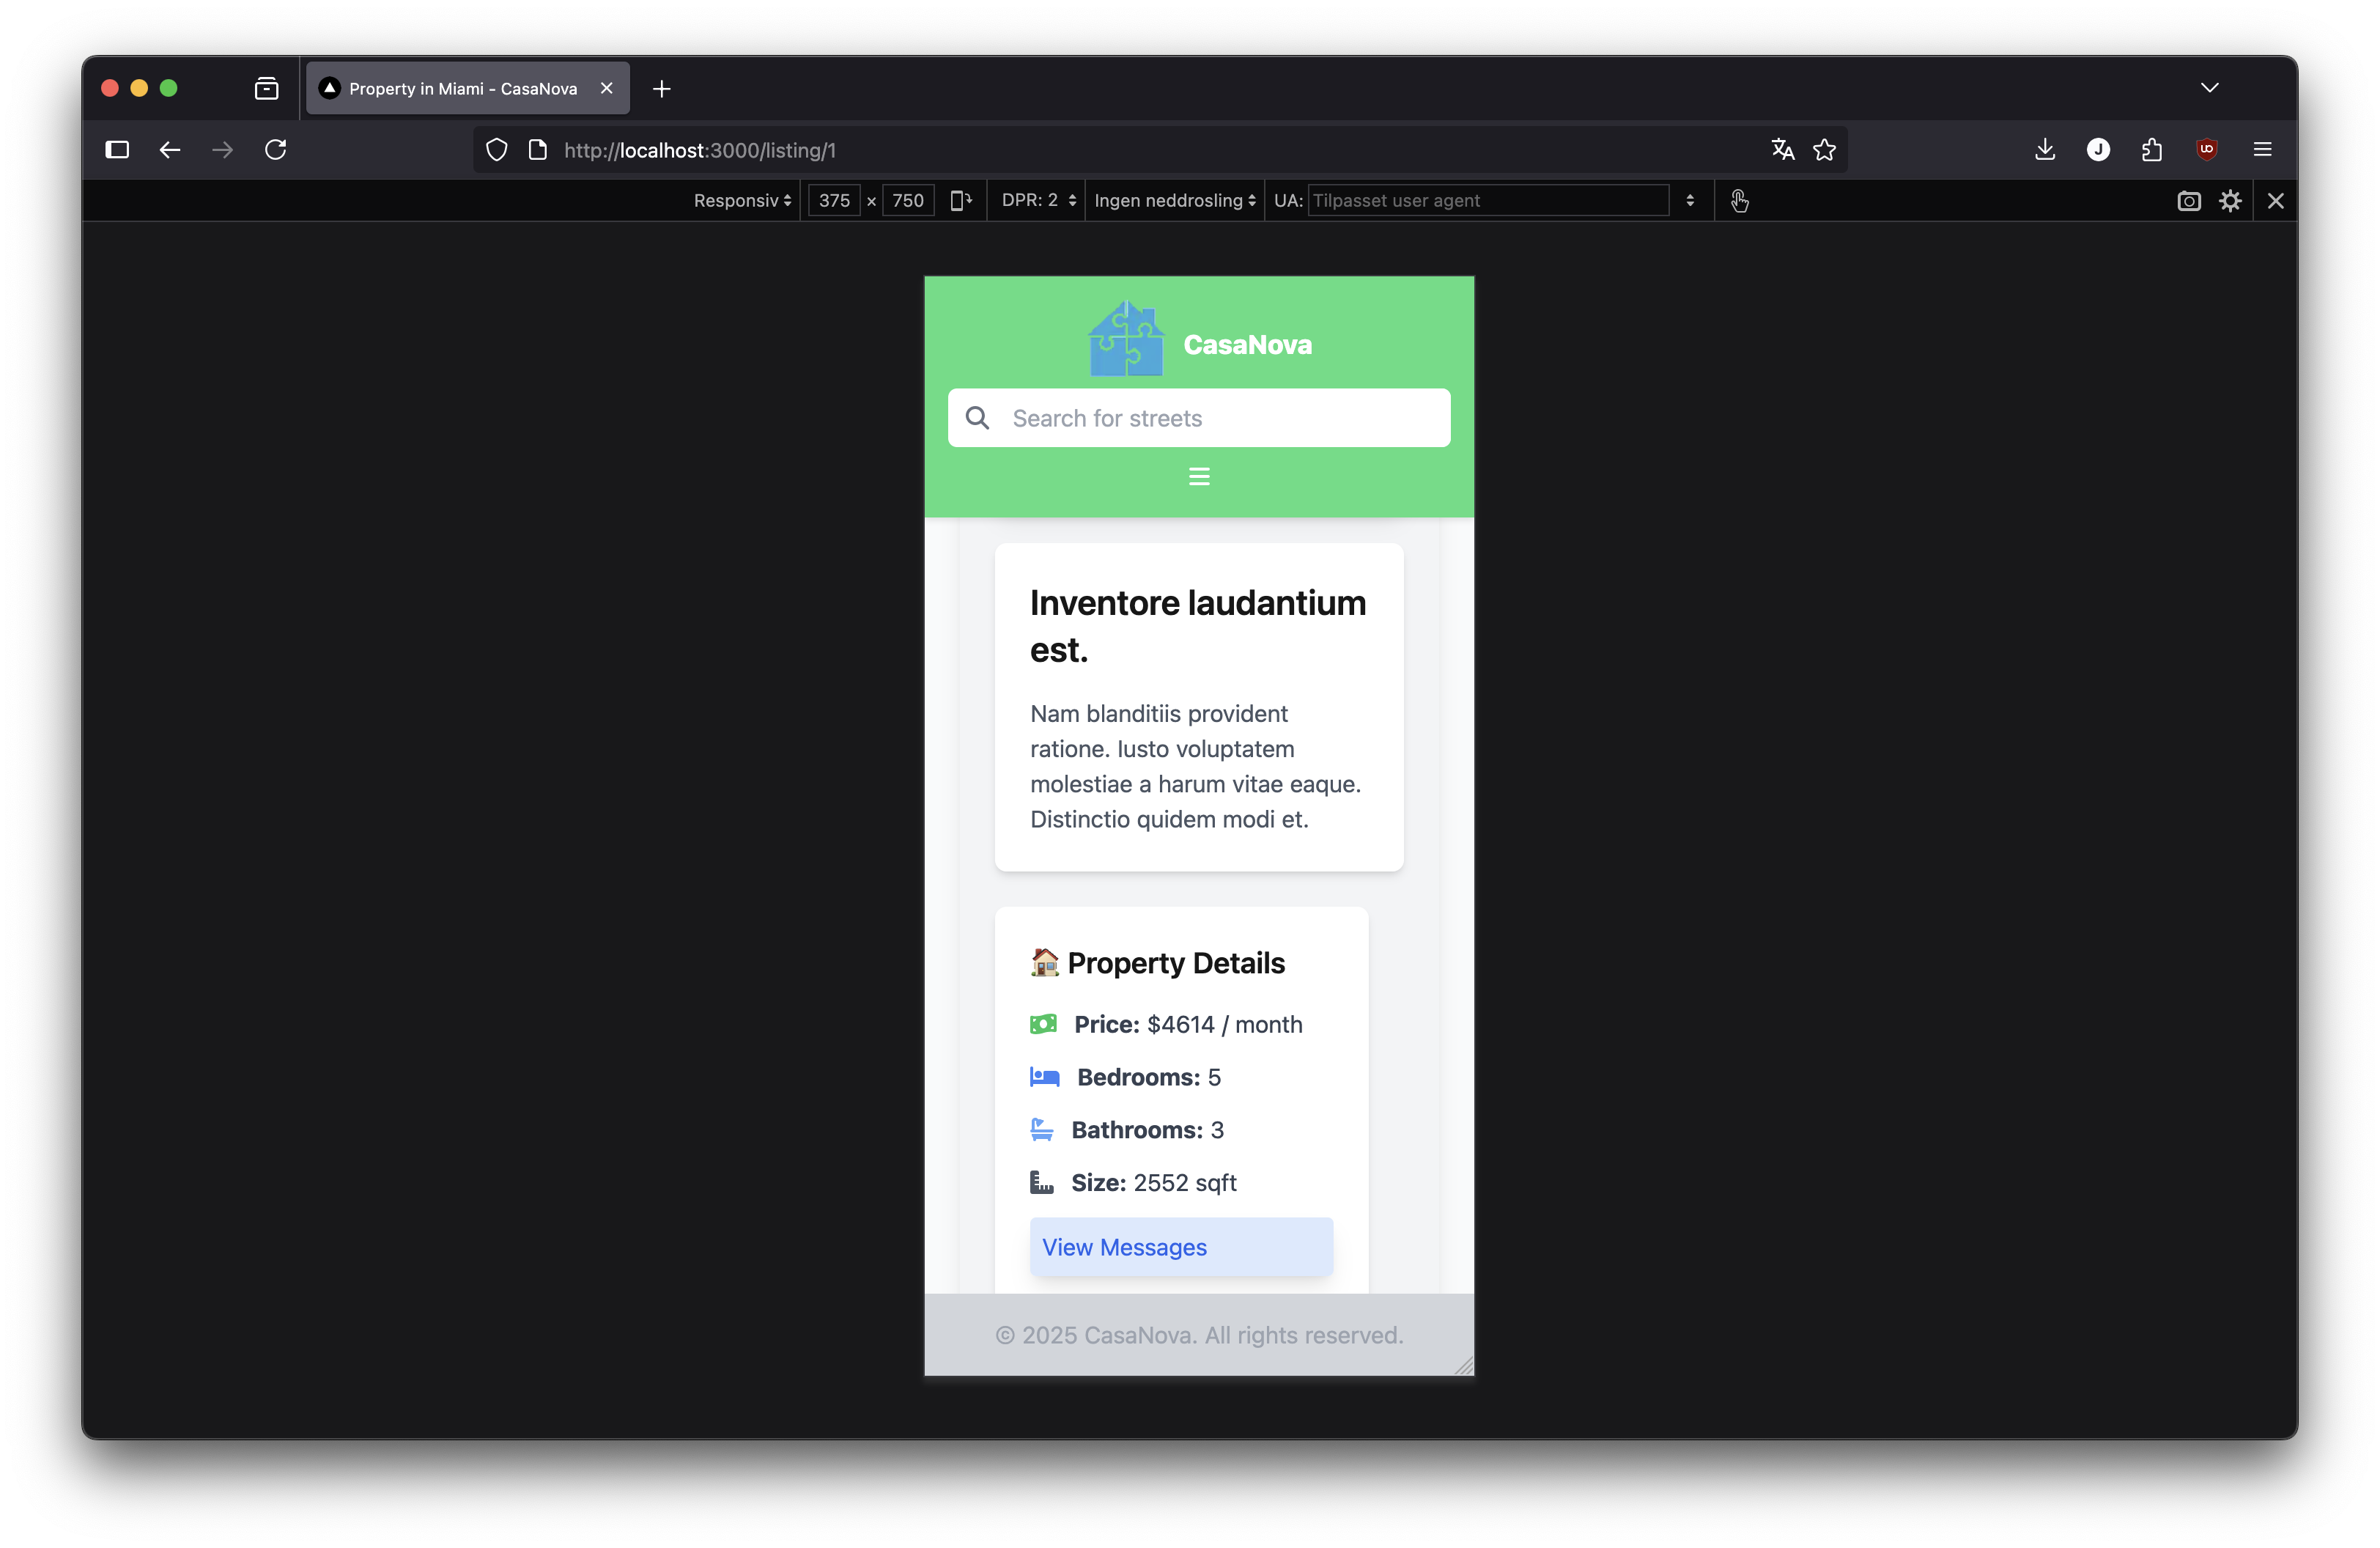 Property in Miami - CasaNova
http://localhost:3000/listing/1
J
Responsiv 375 × 750 DPR: 2 Ingen neddrosling UA: Tilpasset user agent
CasaNova
Search for streets
Inventore laudantium
est.
Nam blanditiis provident
ratione. Iusto voluptatem
molestiae a harum vitae eaque.
Distinctio quidem modi et.
Property Details
Price: $4614 / month
Bedrooms: 5
Bathrooms: 3
Size: 2552 sqft
View Messages
© 2025 CasaNova. All rights reserved.